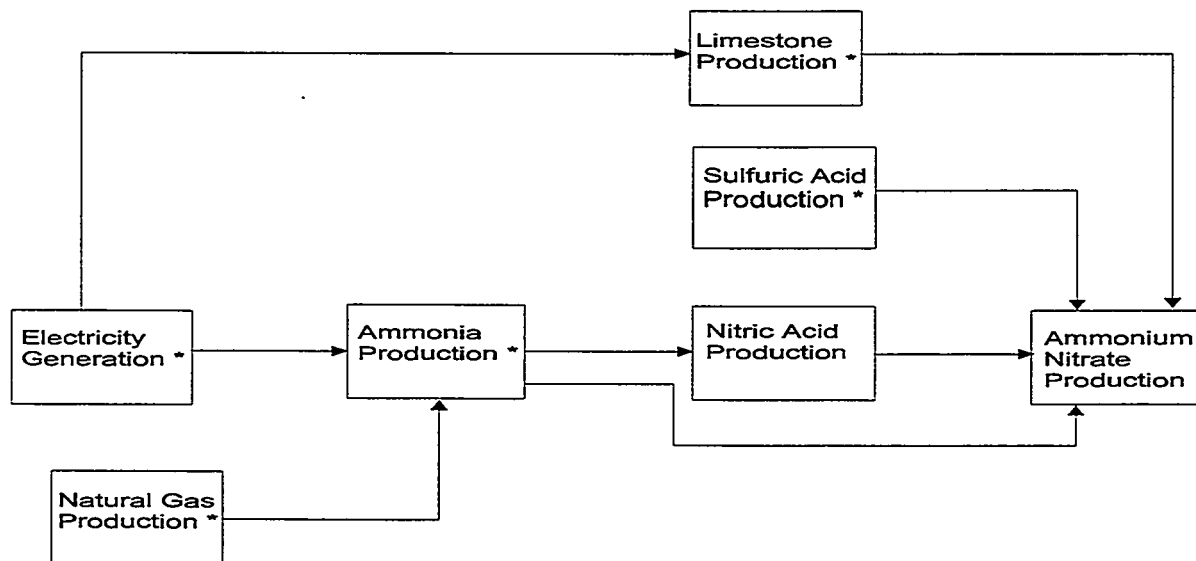 Limestone
Production *
Sulfuric Acid
Production *
Electricity
Generation *
Ammonia
Production *
Nitric Acid
Production
Ammonium
Nitrate
Production
Natural Gas
Production *